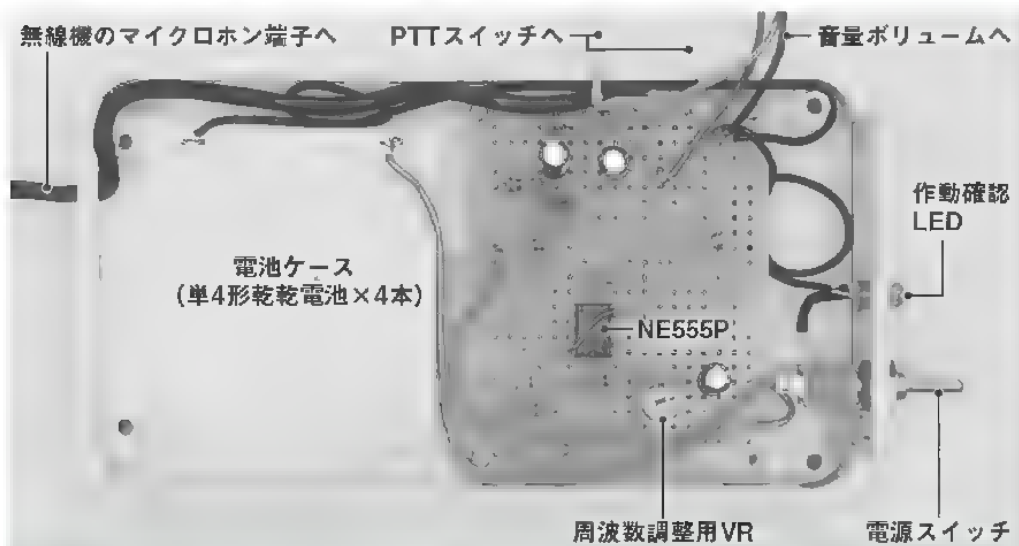 無線機のマイクロホン端子へ
PTTスイッチへ
音量ボリュームへ
作動確認
LED
電池ケース
(単4形乾乾電池×4本)
NE555P
周波数調整用VR
電源スイッチ